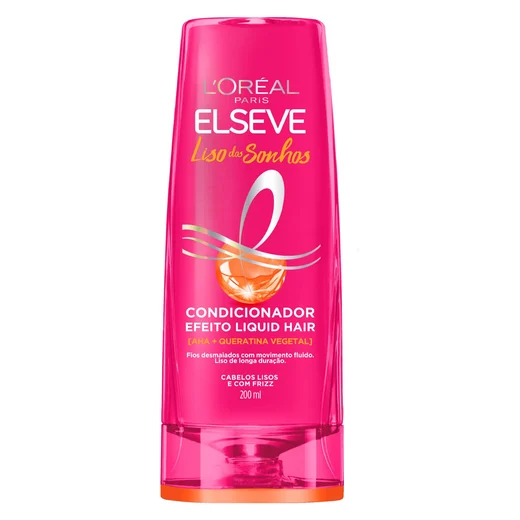 L'ORÉAL
PARIS
ELSEVE
Liso das Sonhos
CONDICIONADOR
EFEITO LIQUID HAIR
[AHA + QUERATINA VEGETAL]
Fios desmaiados com movimento fluido.
Liso de longa duração.
CABELOS LISOS
E COM FRIZZ
200 ml